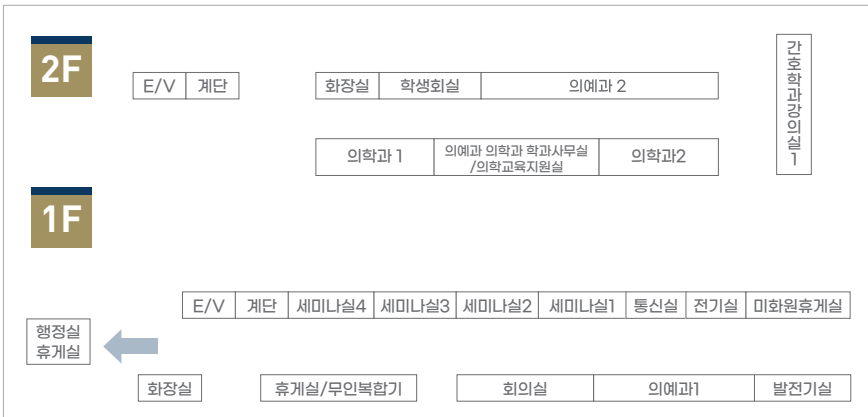 2F
E/V 계단 화장실 학생회실 의예과 2
간호학과강의실1
의학과 1 의예과 의학과 학과사무실
/의학교육지원실 의학과2
1F
E/V 계단 세미나실4 세미나실3 세미나실2 세미나실1 통신실 전기실 미화원휴게실
행정실
휴게실
화장실 휴게실/무인복합기 회의실 의예과1 발전기실